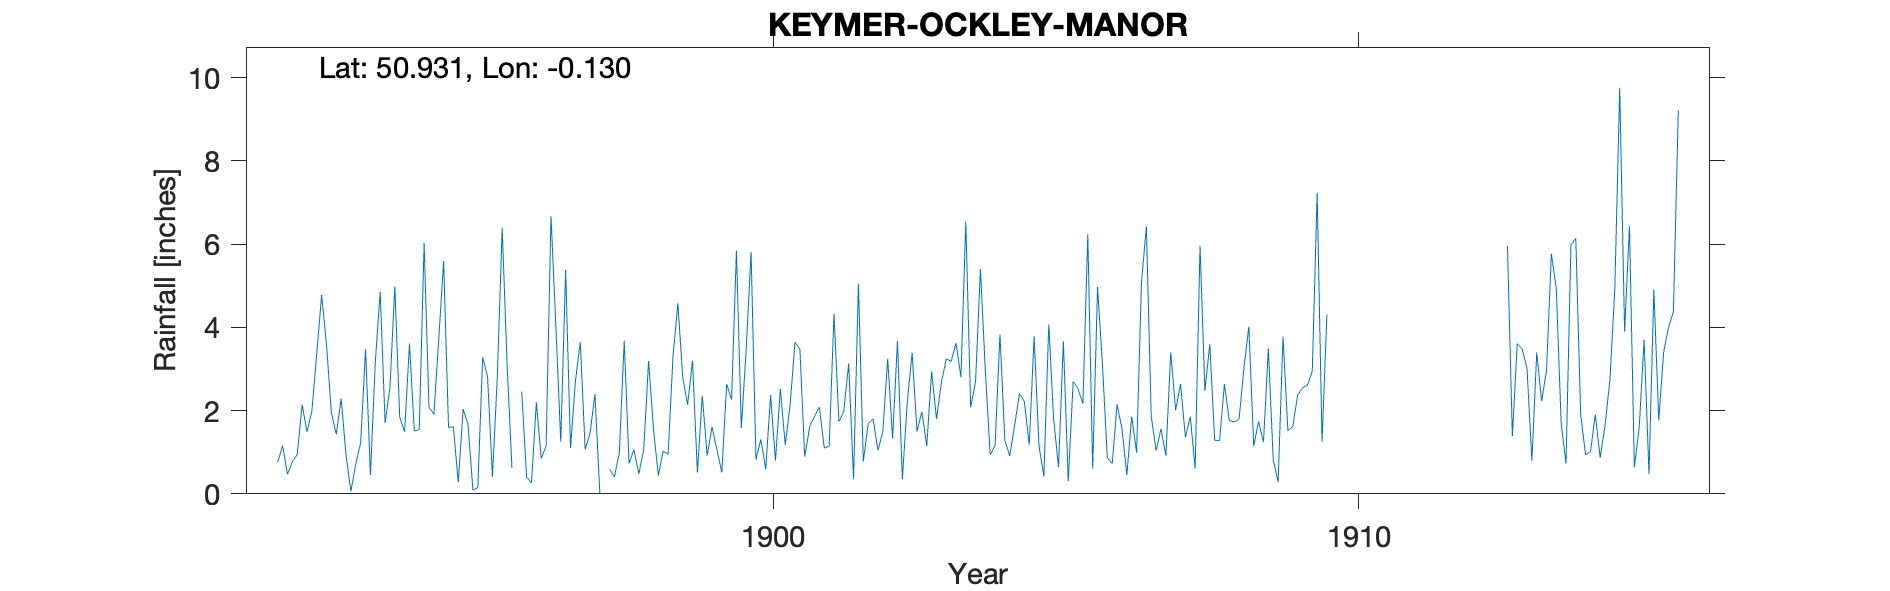 KEYMER-OCKLEY-MANOR
Lat: 50.931, Lon: -0.130
10
8
6
4
2
0
Rainfall [inches]
1900 1910
Year